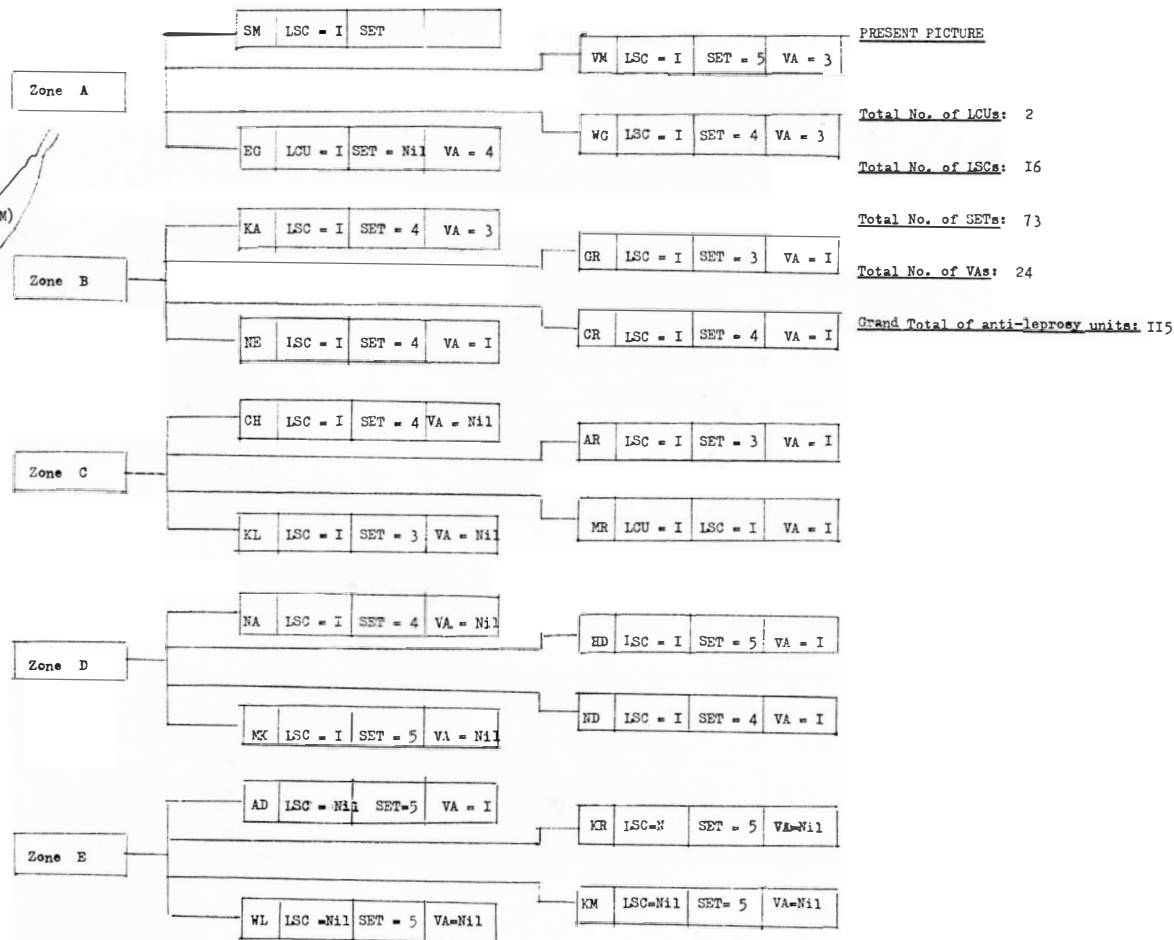 PRESENT PICTURE
SM LSC = I SET
VM LSC = I SET = 5 VA = 3
Zone A
WG LSC = I SET = 4 VA = 3
EG LCU = I SET = Nil VA = 4
Total No. of LCUs: 2
Total No. of LSCs: I6
M)
KA LSC = I SET = 4 VA = 3
GR LSC = I SET = 3 VA = I
Zone B
CR LSC = I SET = 4 VA = I
NE LSC = I SET = 4 VA = I
Total No. of SETs: 73
Total No. of VAs: 24
Grand Total of anti-leprosy units: II5
CH LSC = I SET = 4 VA = Nil
AR LSC = I SET = 3 VA = I
Zone C
MR LCU = I LSC = I VA = I
KL LSC = I SET = 3 VA = Nil
NA LSC = I SET = 4 VA = Nil
HD LSC = I SET = 5 VA = I
Zone D
ND LSC = I SET = 4 VA = I
MK LSC = I SET = 5 VA = Nil
AD LSC = Nil SET=5 VA = I
KR LSC=N SET = 5 VA=Nil
Zone E
KM LSC=Nil SET= 5 VA=Nil
WL LSC =Nil SET = 5 VA=Nil